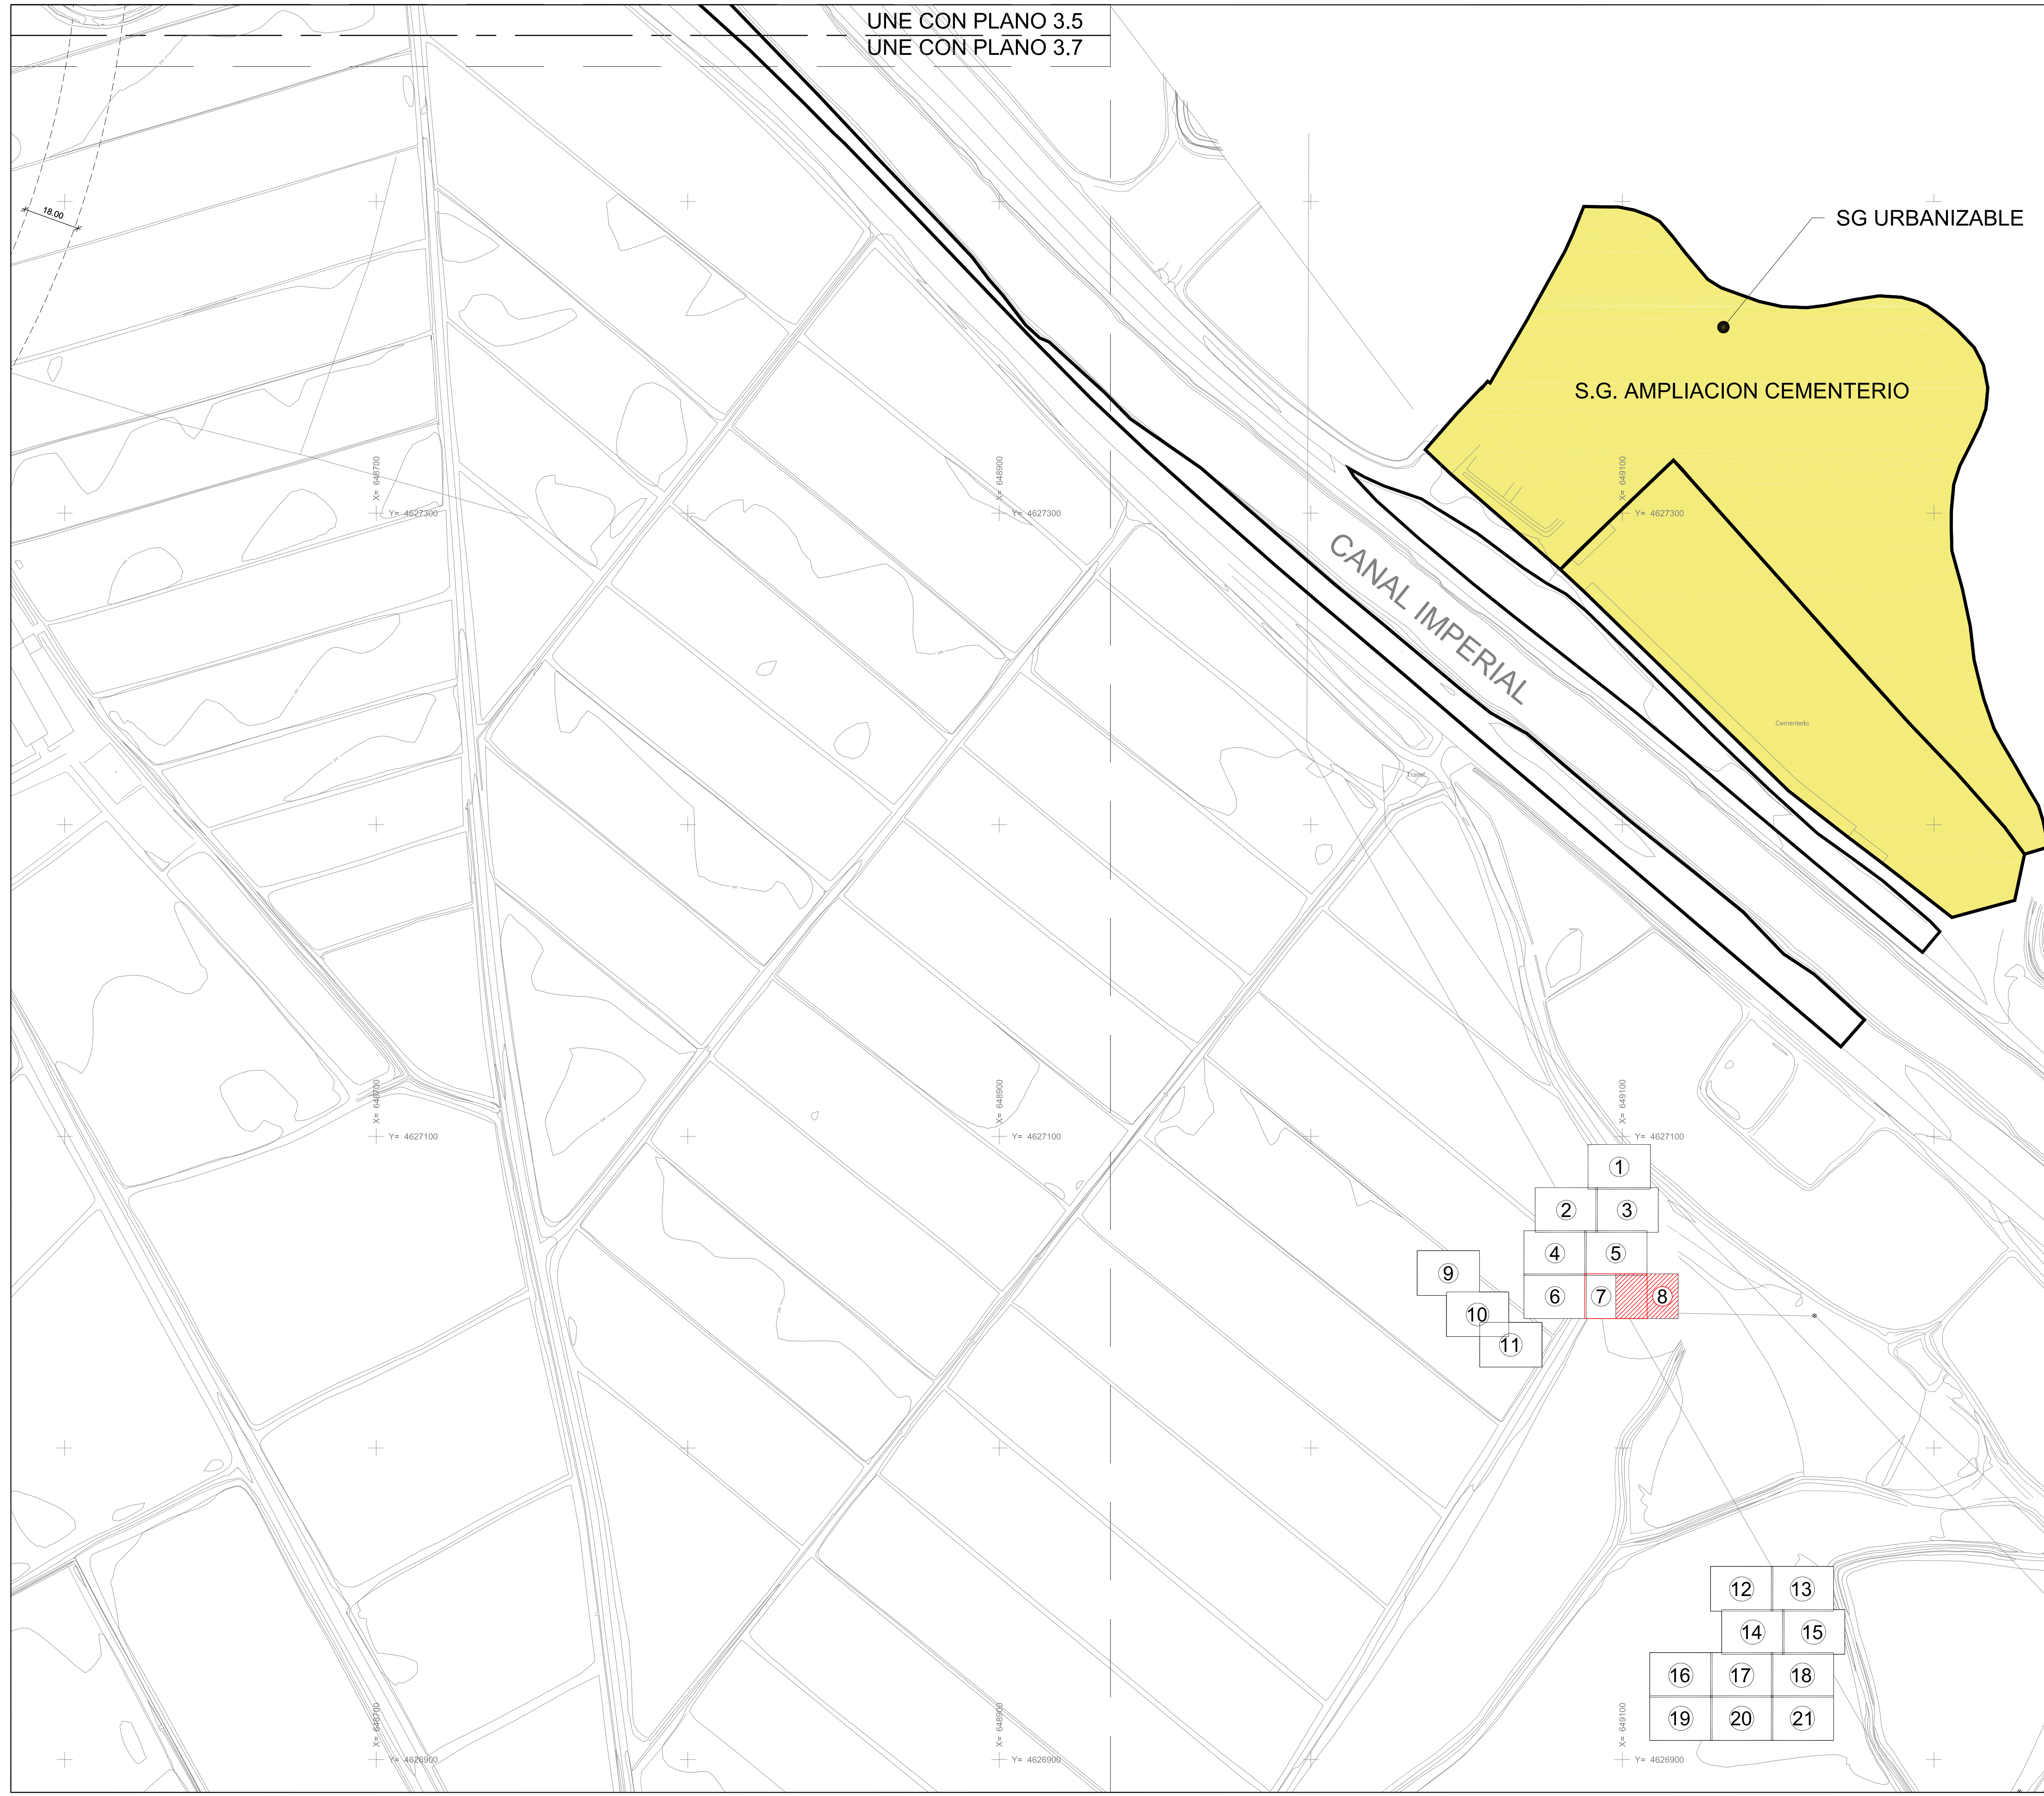 UNE CON PLANO 3.5
UNE CON PLANO 3.7
18.00
SG URBANIZABLE
S.G. AMPLIACION CEMENTERIO
X= 648700
Y= 4627300
X= 648900
Y= 4627300
X= 649100
Y= 4627300
CANAL IMPERIAL
Cementerio
X= 648700
Y= 4627100
X= 648900
Y= 4627100
X= 649100
Y= 4627100
1
2 3
4 5
6 7 8
9
10
11
12 13
14 15
16 17 18
19 20 21
X= 648700
Y= 4626900
X= 648900
Y= 4626900
X= 649100
Y= 4626900